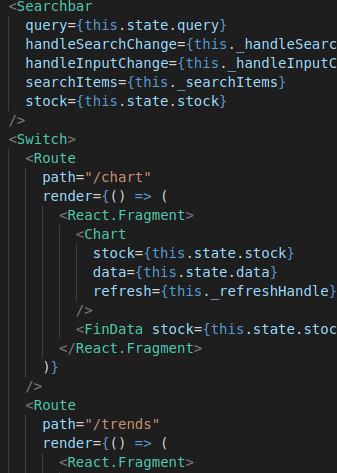 <Searchbar
query={this.state.query}
handleSearchChange={this._handleSearc
handleInputChange={this._handleInputC
searchItems={this._searchItems}
stock={this.state.stock}
/>
<Switch>
<Route
path="/chart"
render={() => (
<React.Fragment>
<Chart
stock={this.state.stock}
data={this.state.data}
refresh={this._refreshHandle}
/>
<FinData stock={this.state.stoc
</React.Fragment>
)}
/>
<Route
path="/trends"
render={() => (
<React.Fragment>